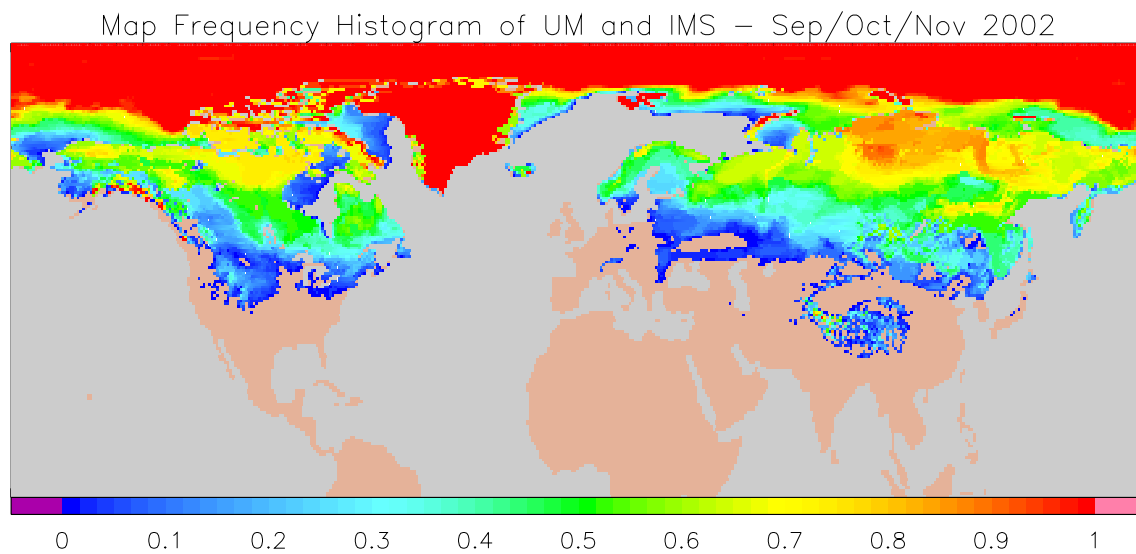 Map Frequency Histogram of UM and IMS – Sep/Oct/Nov 2002
0 0.1 0.2 0.3 0.4 0.5 0.6 0.7 0.8 0.9 1